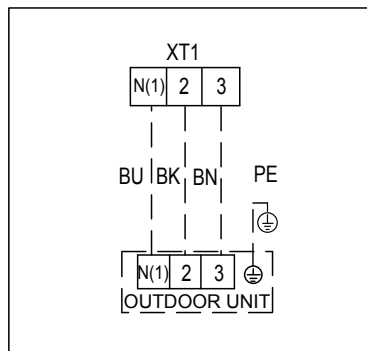 XT1
N(1) 2 3
BU BK BN PE
N(1) 2 3
OUTDOOR UNIT